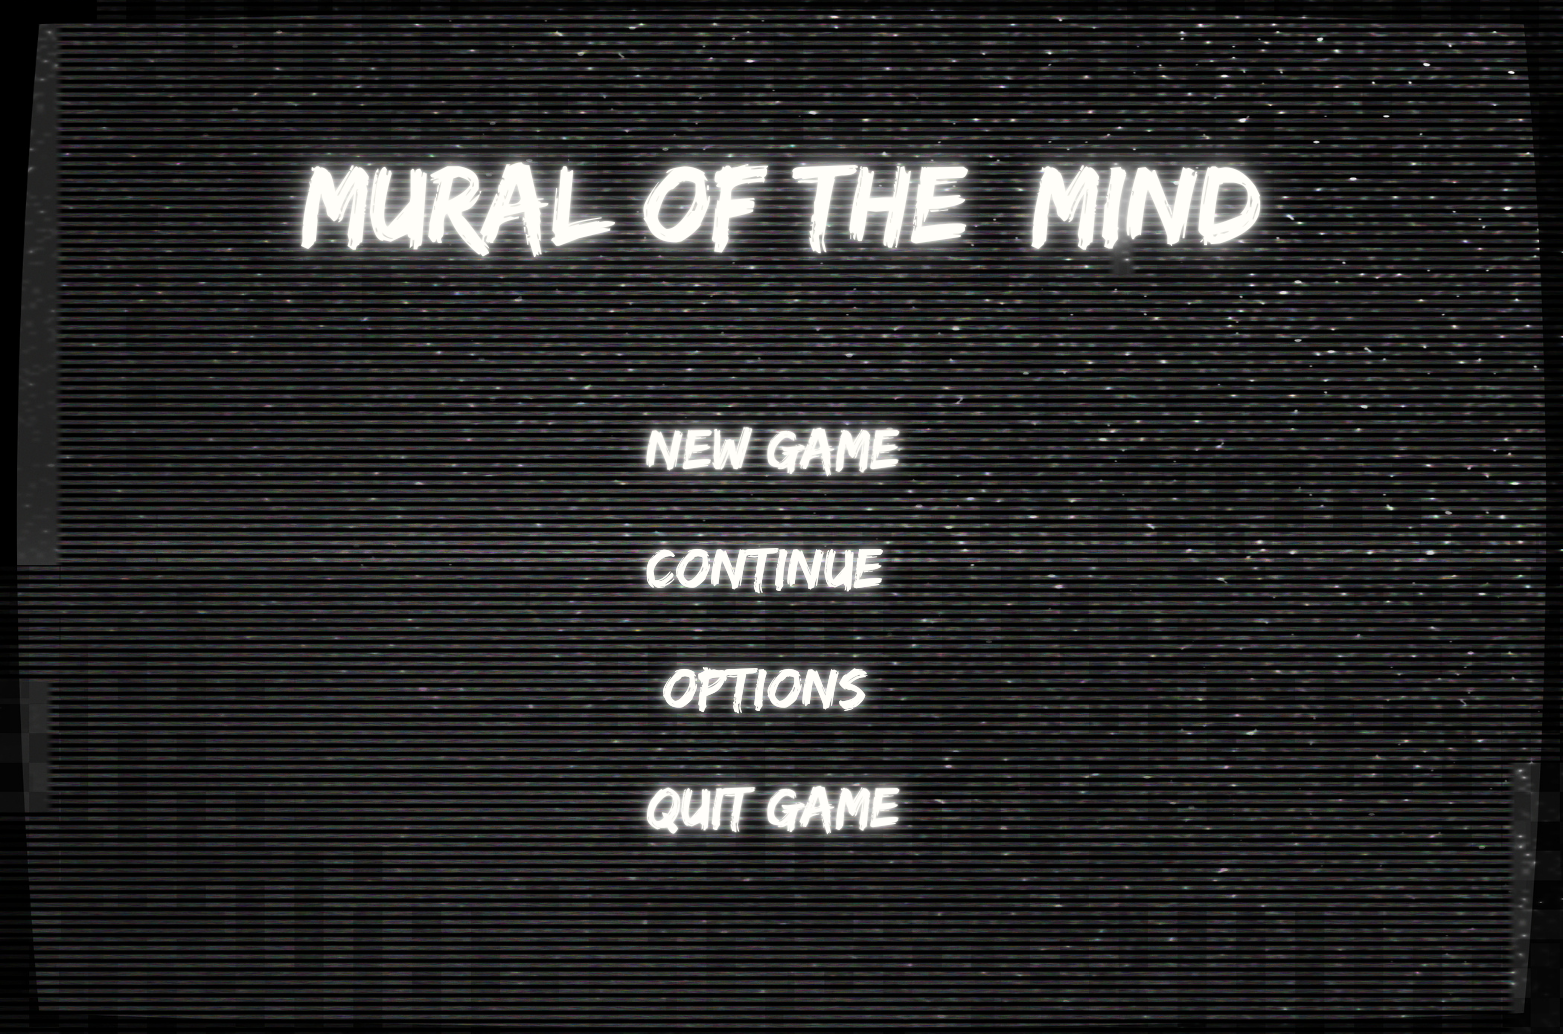 MURAL OF THE MIND
NEW GAME
CONTINUE
OPTIONS
QUIT GAME